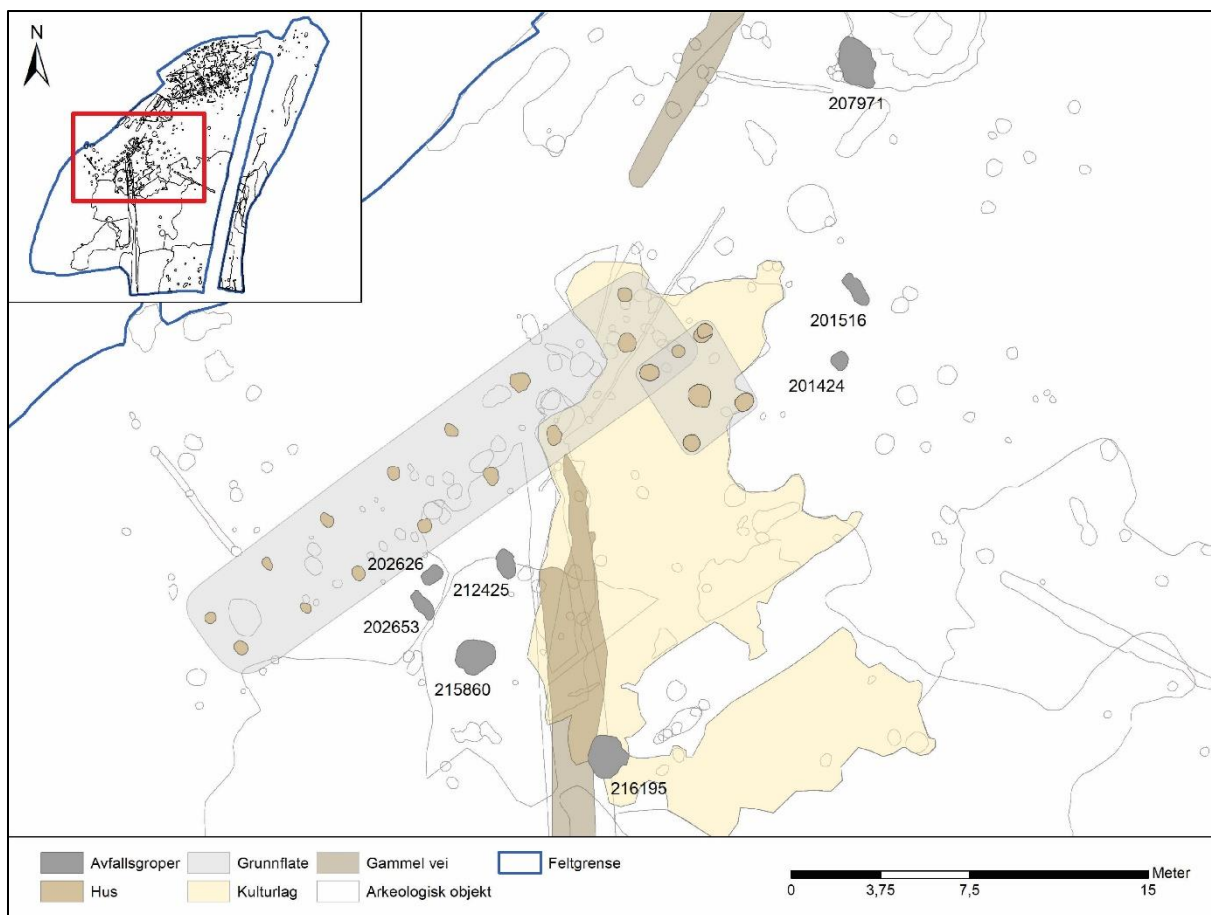 N
207971
201516
201424
202626
212425
202653
215860
216195
Avfallsgroper
Grunnflate
Gammel vei
Feltgrense
Hus
Kulturlag
Arkeologisk objekt
Meter
0
3,75
7,5
15